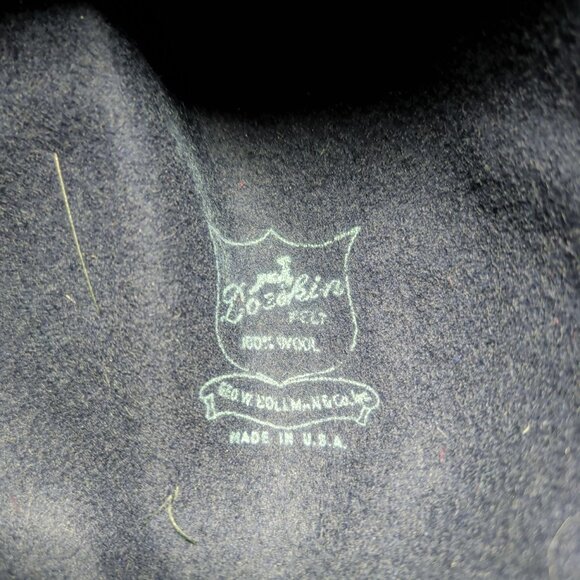 Doeskin
FELT
100% WOOL
GEO. W. BOLLMAN & CO., Inc.
MADE IN U.S.A.